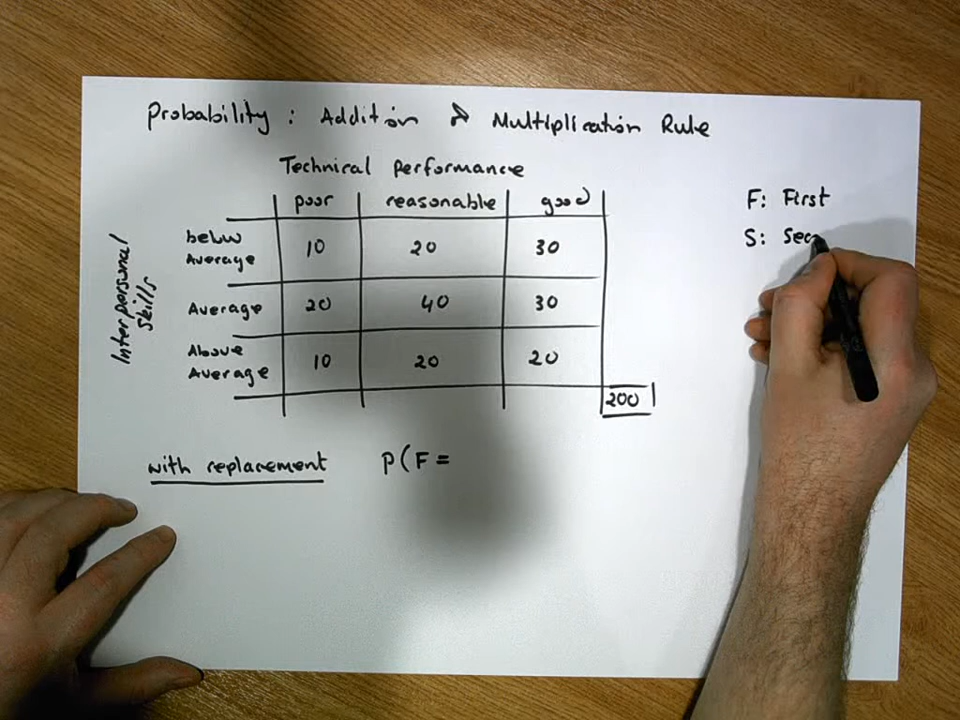 Probability : Addition & Multiplication Rule
Technical Performance
poor reasonable good
Interpersonal Skills
below Average 10 20 30
Average 20 40 30
Above Average 10 20 20
200
F: First
S: Sec
with replacement P(F =